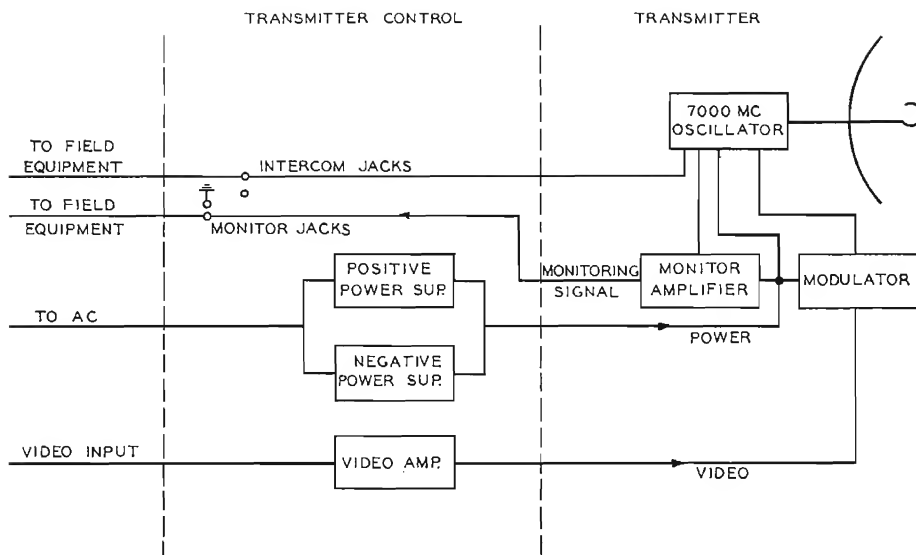 TRANSMITTER CONTROL
TRANSMITTER
7000 MC
OSCILLATOR
TO FIELD
EQUIPMENT
INTERCOM JACKS
TO FIELD
EQUIPMENT
MONITOR JACKS
POSITIVE
POWER SUP.
MONITORING
SIGNAL
MONITOR
AMPLIFIER
MODULATOR
TO AC
POWER
NEGATIVE
POWER SUP.
VIDEO INPUT
VIDEO AMP.
VIDEO